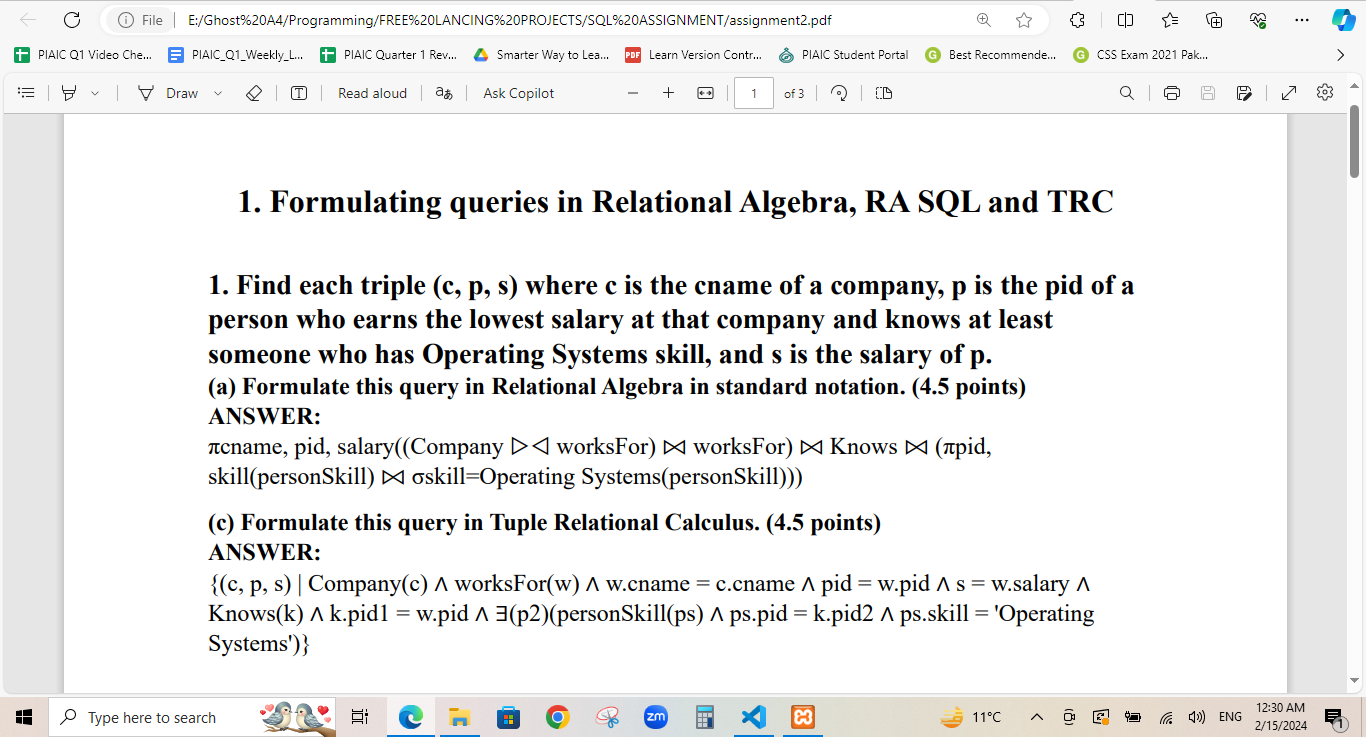 File
E:/Ghost%20A4/Programming/FREE%20LANCING%20PROJECTS/SQL%20ASSIGNMENT/assignment2.pdf
PIAIC Q1 Video Che... PIAIC_Q1_Weekly_L... PIAIC Quarter 1 Rev... Smarter Way to Lea... PDF Learn Version Contr... PIAIC Student Portal G Best Recommende... G CSS Exam 2021 Pak...
Draw Read aloud aあ Ask Copilot 1 of 3
1. Formulating queries in Relational Algebra, RA SQL and TRC
1. Find each triple (c, p, s) where c is the cname of a company, p is the pid of a
person who earns the lowest salary at that company and knows at least
someone who has Operating Systems skill, and s is the salary of p.
(a) Formulate this query in Relational Algebra in standard notation. (4.5 points)
ANSWER:
πcname, pid, salary((Company ▷◁ worksFor) ⋈ worksFor) ⋈ Knows ⋈ (πpid,
skill(personSkill) ⋈ σskill=Operating Systems(personSkill)))
(c) Formulate this query in Tuple Relational Calculus. (4.5 points)
ANSWER:
{(c, p, s) | Company(c) ∧ worksFor(w) ∧ w.cname = c.cname ∧ pid = w.pid ∧ s = w.salary ∧
Knows(k) ∧ k.pid1 = w.pid ∧ ∃(p2)(personSkill(ps) ∧ ps.pid = k.pid2 ∧ ps.skill = 'Operating
Systems')}
Type here to search zm 11°C ENG 12:30 AM
2/15/2024 1